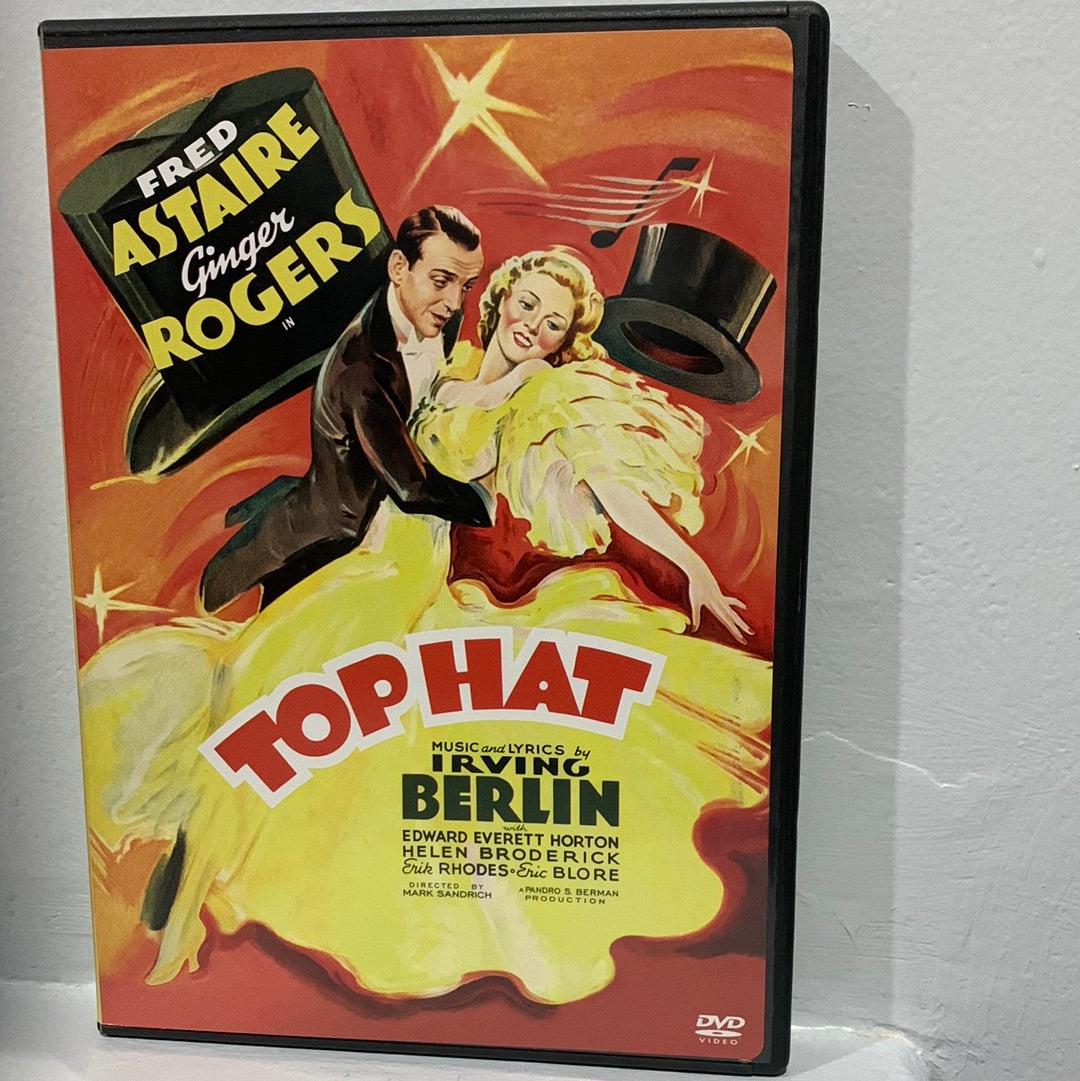 FRED
ASTAIRE
Ginger
ROGERS
IN
TOP HAT
MUSIC and LYRICS by
IRVING
BERLIN
with
EDWARD EVERETT HORTON
HELEN BRODERICK
Erik RHODES • Eric BLORE
DIRECTED BY
MARK SANDRICH
A PANDRO S. BERMAN
PRODUCTION
DVD
VIDEO